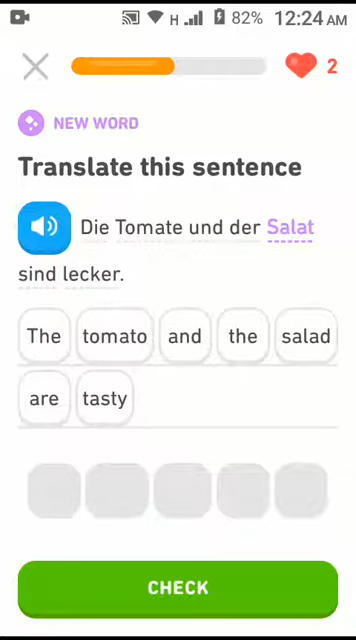 H 82% 12:24 AM
2
NEW WORD
Translate this sentence
Die Tomate und der Salat
sind lecker.
The tomato and the salad
are tasty
CHECK